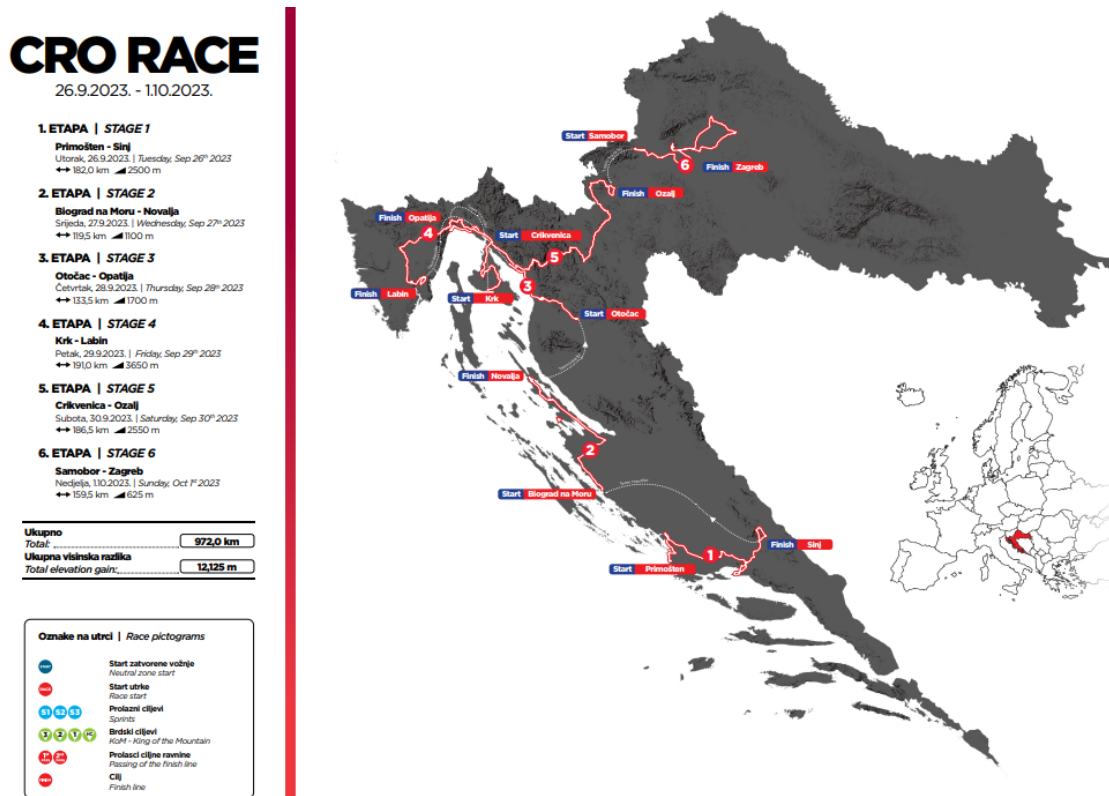 CRO RACE
26.9.2023. - 1.10.2023.
1. ETAPA | STAGE 1
Primošten - Sinj
Utorak, 26.9.2023. | Tuesday, Sep 26th 2023
182,0 km 2500 m
2. ETAPA | STAGE 2
Biograd na Moru - Novalja
Srijeda, 27.9.2023. | Wednesday, Sep 27th 2023
119,5 km 1100 m
3. ETAPA | STAGE 3
Otočac - Opatija
Četvrtak, 28.9.2023. | Thursday, Sep 28th 2023
133,5 km 1700 m
4. ETAPA | STAGE 4
Krk - Labin
Petak, 29.9.2023. | Friday, Sep 29th 2023
191,0 km 3650 m
5. ETAPA | STAGE 5
Crikvenica - Ozalj
Subota, 30.9.2023. | Saturday, Sep 30th 2023
186,5 km 2550 m
6. ETAPA | STAGE 6
Samobor - Zagreb
Nedjelja, 1.10.2023. | Sunday, Oct 1st 2023
159,5 km 625 m
Ukupno
Total: 972,0 km
Ukupna visinska razlika
Total elevation gain: 12,125 m
Oznake na utrci | Race pictograms
START Start zatvorene vožnje
Neutral zone start
RACE Start utrke
Race start
S1 S2 S3 Prolazni ciljevi
Sprints
3 2 1 HC Brdski ciljevi
KoM - King of the Mountain
1st 2nd Prolasci ciljne ravnine
Passing of the finish line
FINISH Cilj
Finish line
Start Samobor
6
Finish Zagreb
Finish Ozalj
Finish Opatija
4
Start Crikvenica
5
3
Finish Labin
Start Krk
Start Otočac
Finish Novalja
2
Start Biograd na Moru
1
Finish Sinj
Start Primošten